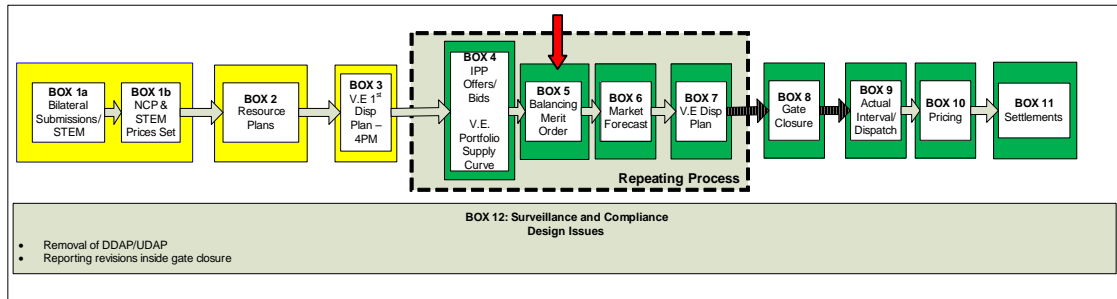 BOX 1a
Bilateral
Submissions/
STEM
BOX 1b
NCP &
STEM
Prices Set
BOX 2
Resource
Plans
BOX 3
V.E 1st
Disp
Plan –
4PM
BOX 4
IPP
Offers/
Bids
V.E.
Portfolio
Supply
Curve
BOX 5
Balancing
Merit
Order
BOX 6
Market
Forecast
BOX 7
V.E Disp
Plan
Repeating Process
BOX 8
Gate
Closure
BOX 9
Actual
Interval/
Dispatch
BOX 10
Pricing
BOX 11
Settlements
BOX 12: Surveillance and Compliance
Design Issues
• Removal of DDAP/UDAP
• Reporting revisions inside gate closure